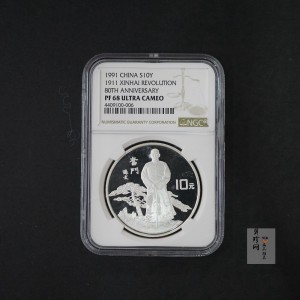 1991 CHINA S10Y
1911 XINHAI REVOLUTION
80TH ANNIVERSARY
PF 68 ULTRA CAMEO
4409100-006
NUMISMATIC GUARANTY CORPORATION
NGC
奮鬥
10元